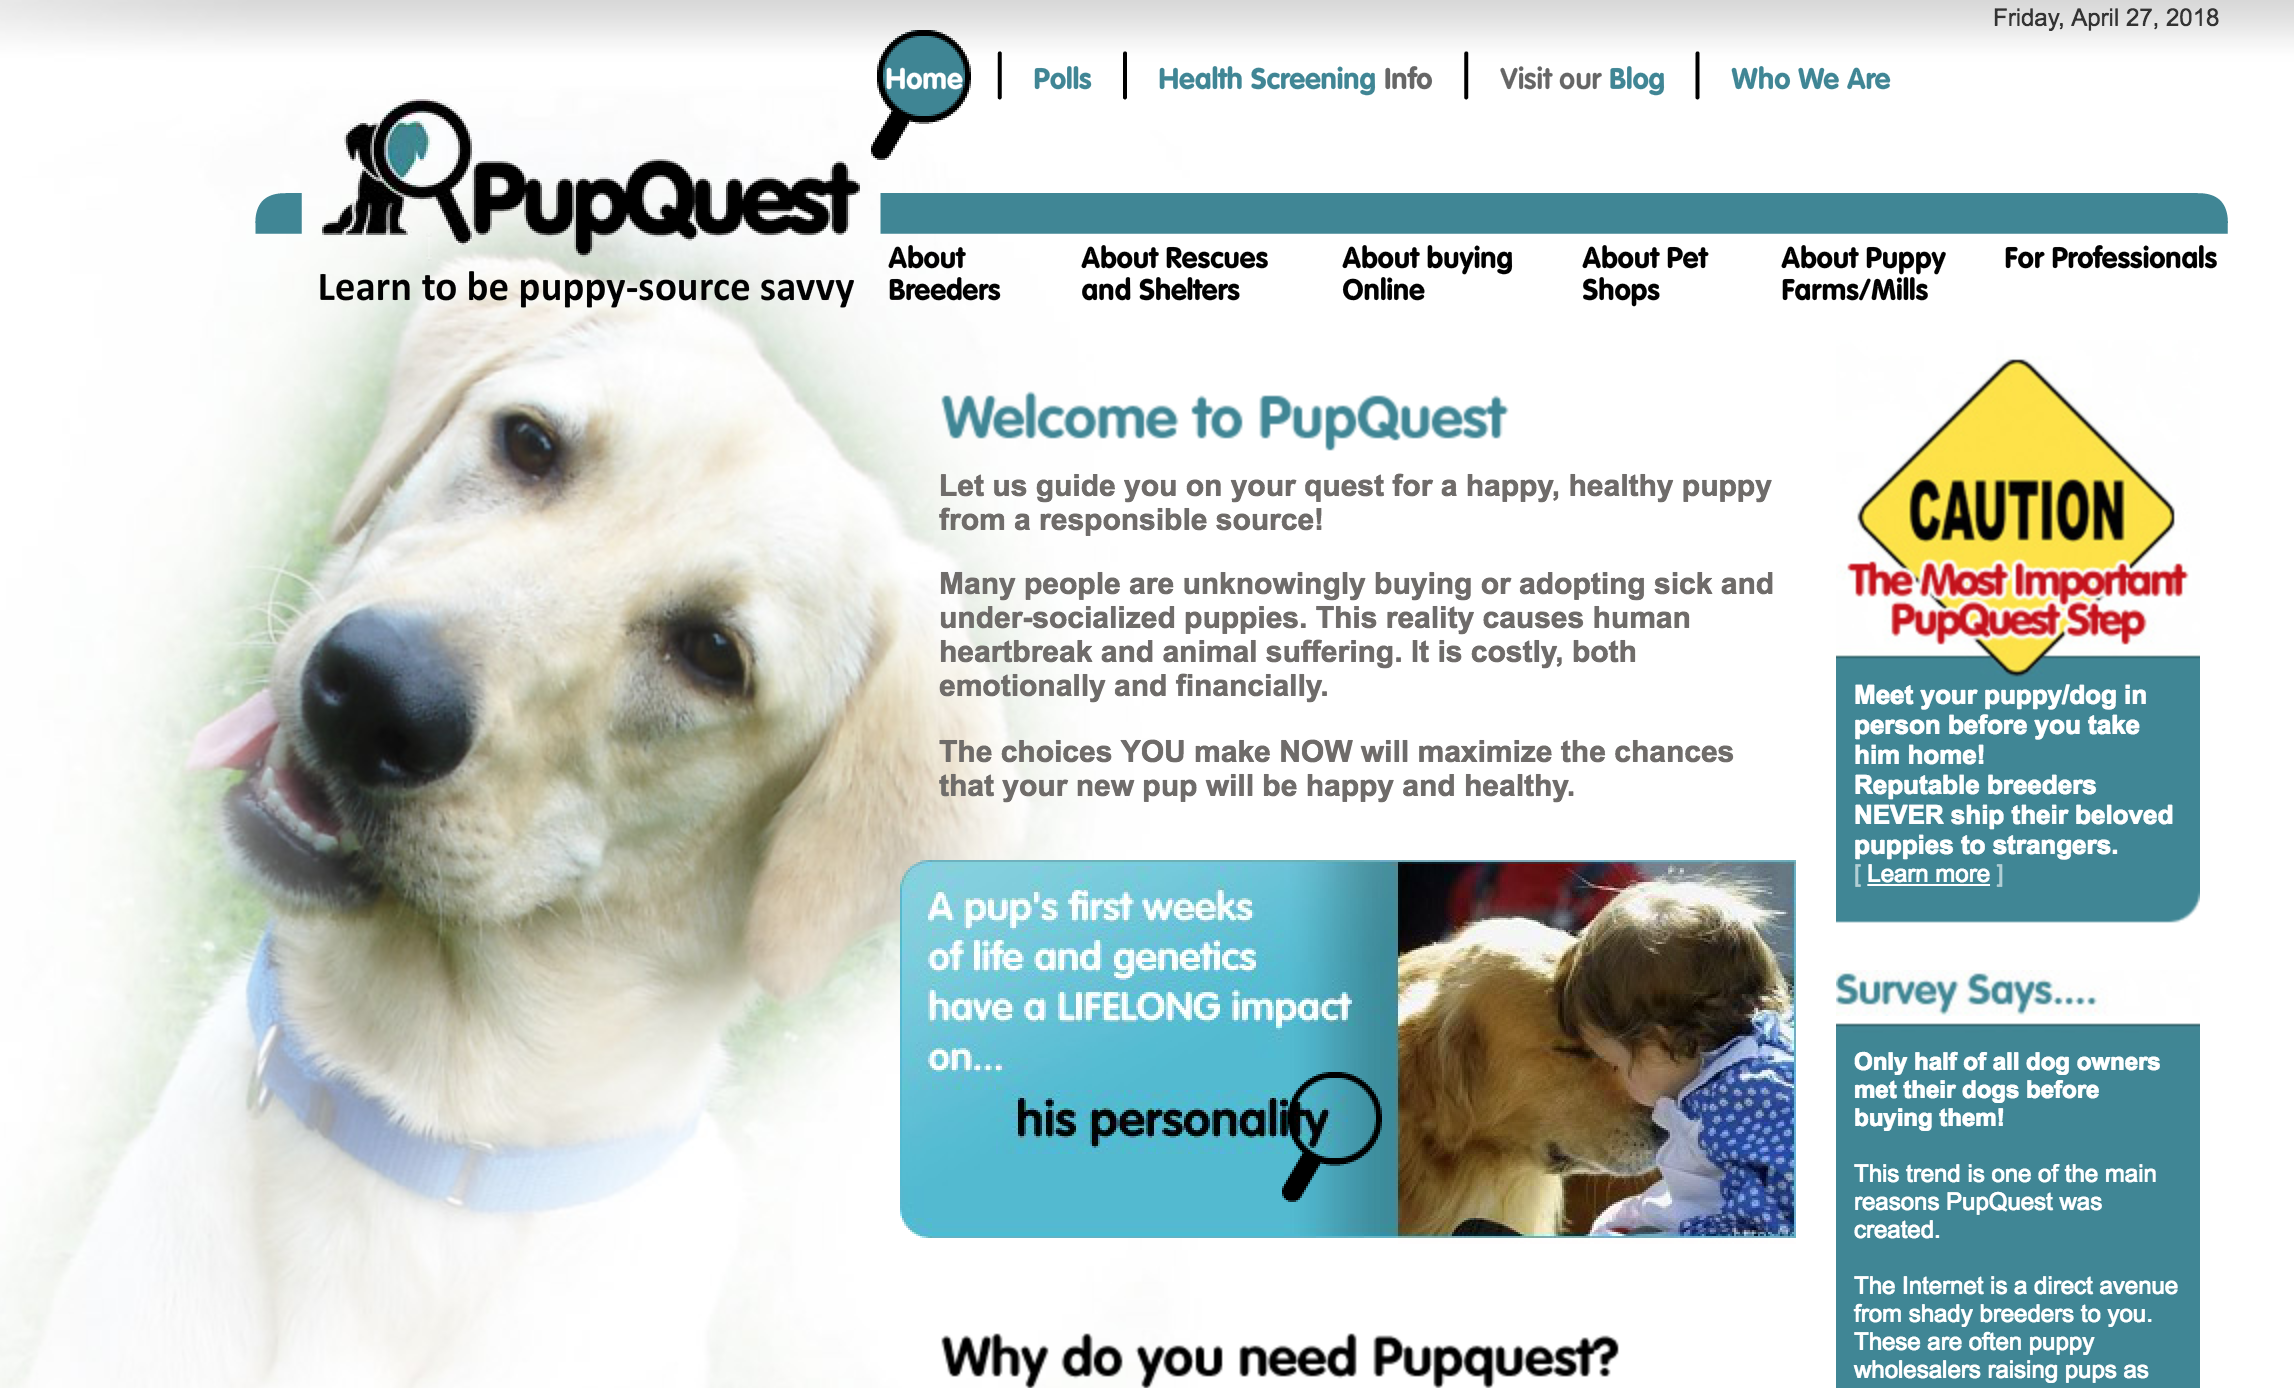 Friday, April 27, 2018
Home
Polls
Health Screening Info
Visit our Blog
Who We Are
PupQuest
Learn to be puppy-source savvy
About
Breeders
About Rescues
and Shelters
About buying
Online
About Pet
Shops
About Puppy
Farms/Mills
For Professionals
Welcome to PupQuest
Let us guide you on your quest for a happy, healthy puppy
from a responsible source!
Many people are unknowingly buying or adopting sick and
under-socialized puppies. This reality causes human
heartbreak and animal suffering. It is costly, both
emotionally and financially.
The choices YOU make NOW will maximize the chances
that your new pup will be happy and healthy.
A pup's first weeks
of life and genetics
have a LIFELONG impact
on...
his personality
Why do you need Pupquest?
CAUTION
The Most Important
PupQuest Step
Meet your puppy/dog in
person before you take
him home!
Reputable breeders
NEVER ship their beloved
puppies to strangers.
[ Learn more ]
Survey Says....
Only half of all dog owners
met their dogs before
buying them!
This trend is one of the main
reasons PupQuest was
created.
The Internet is a direct avenue
from shady breeders to you.
These are often puppy
wholesalers raising pups as